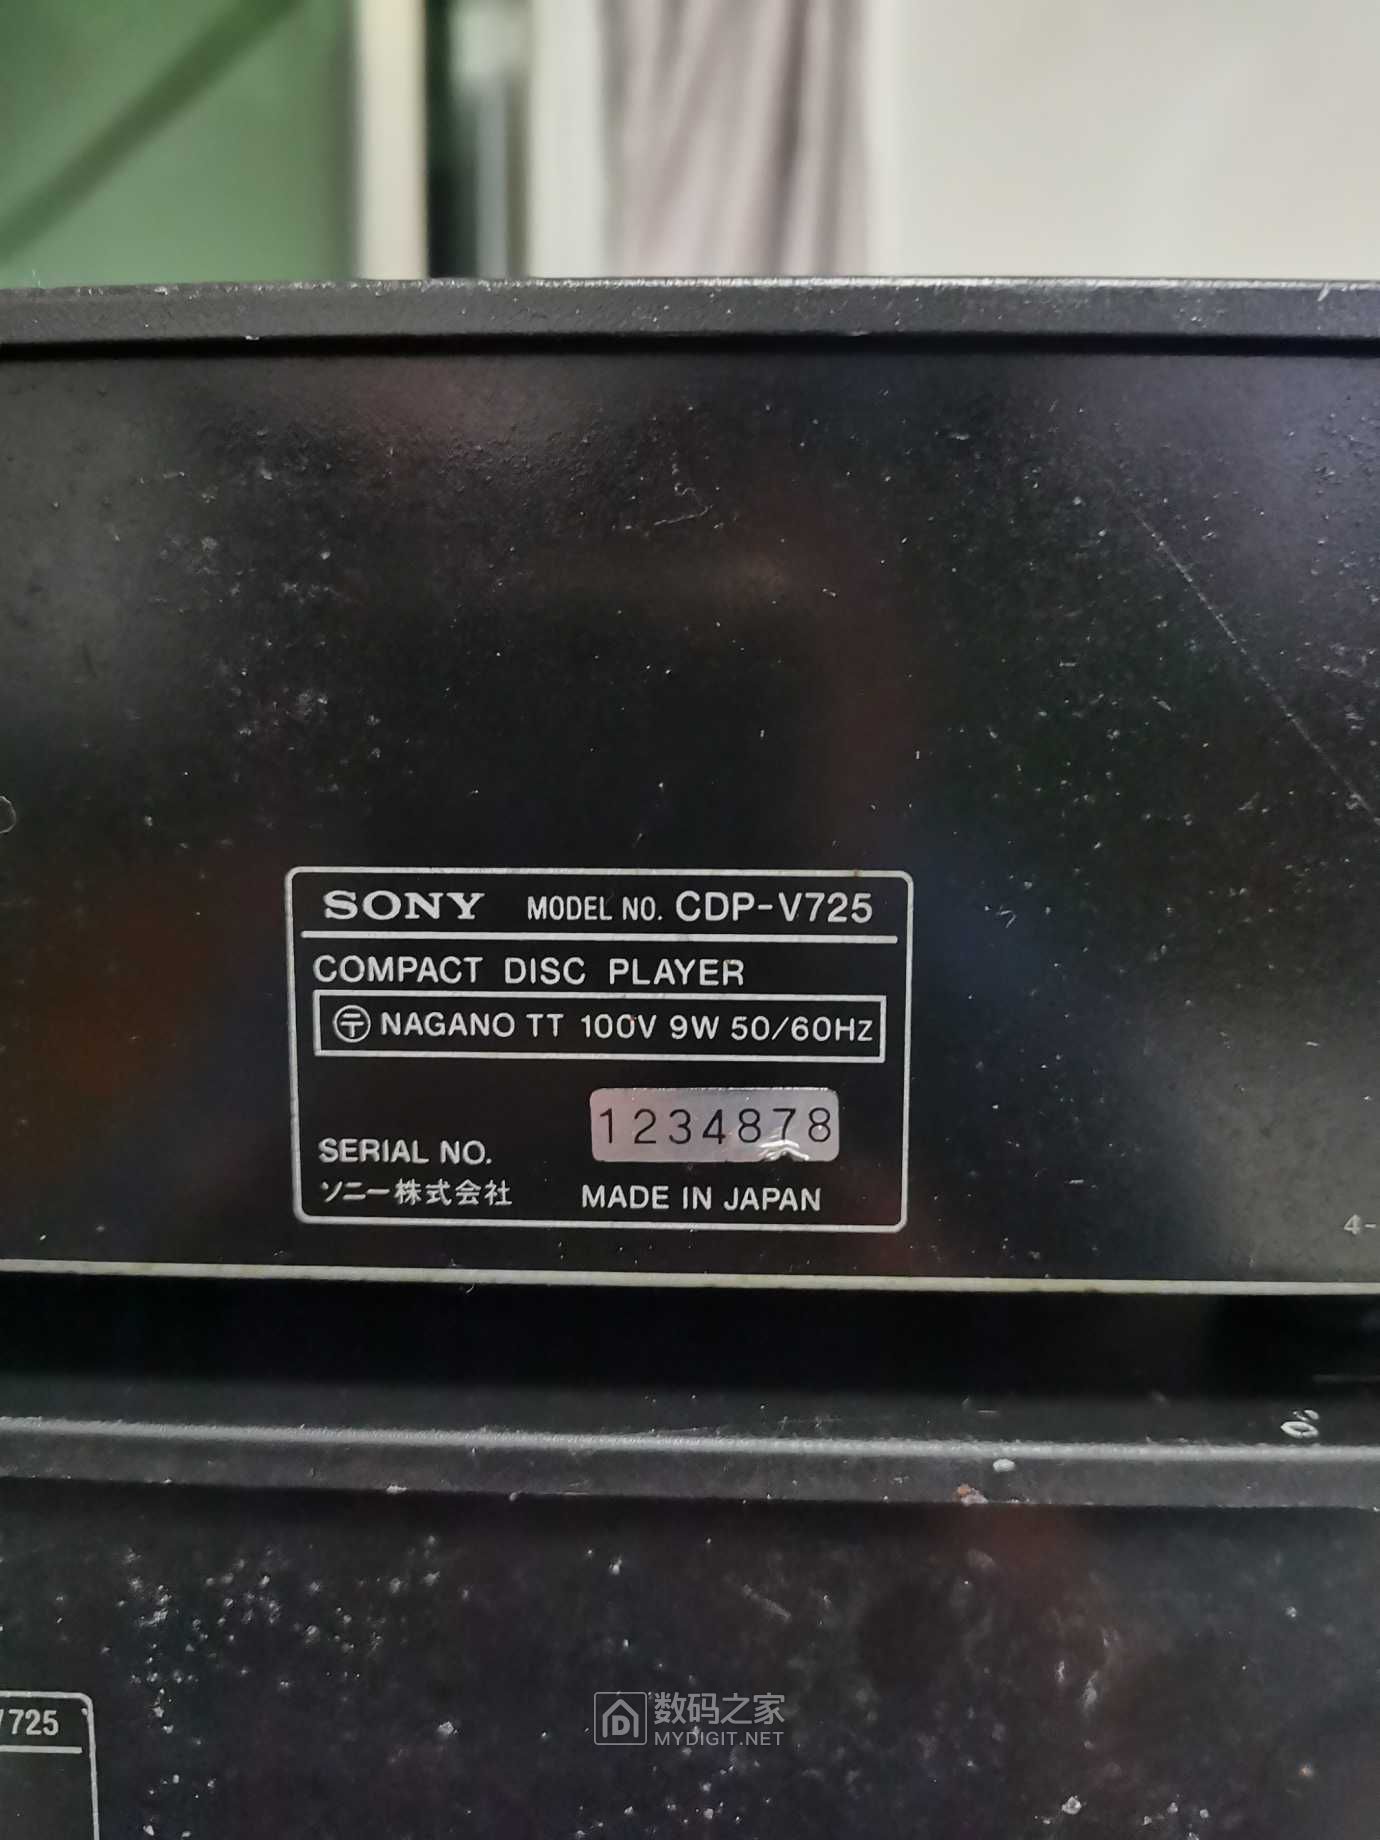 SONY MODEL NO. CDP-V725
COMPACT DISC PLAYER
〒 NAGANO TT 100V 9W 50/60HZ
1234878
SERIAL NO.
ソニー株式会社 MADE IN JAPAN
4-
V725
数码之家
MYDIGIT.NET